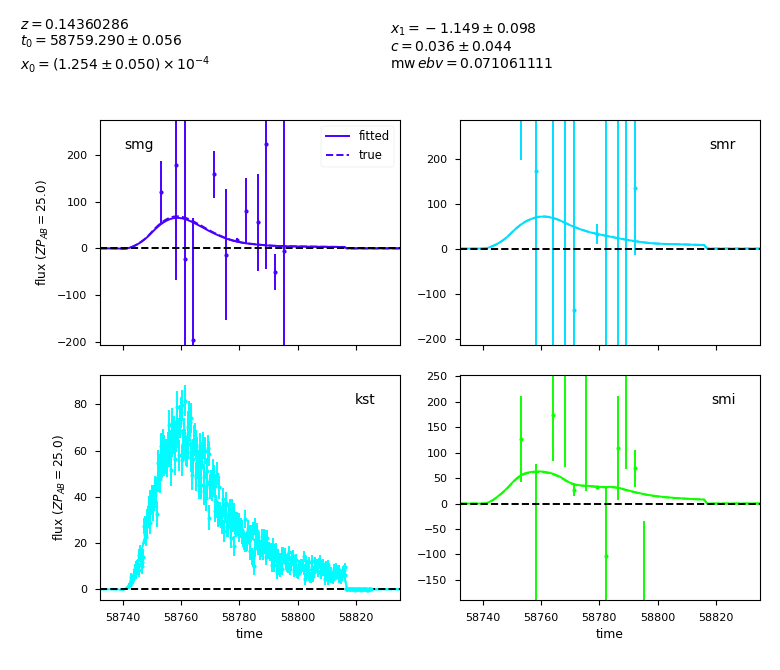 z = 0.14360286
t₀ = 58759.290 ± 0.056
x₀ = (1.254 ± 0.050) × 10⁻⁴
x₁ = −1.149 ± 0.098
c = 0.036 ± 0.044
mw ebv = 0.071061111
smg
fitted
true
200
100
0
−100
−200
flux (ZP_AB = 25.0)
smr
200
100
0
−100
−200
kst
80
60
40
20
0
flux (ZP_AB = 25.0)
58740 58760 58780 58800 58820
time
smi
250
200
150
100
50
0
−50
−100
−150
58740 58760 58780 58800 58820
time